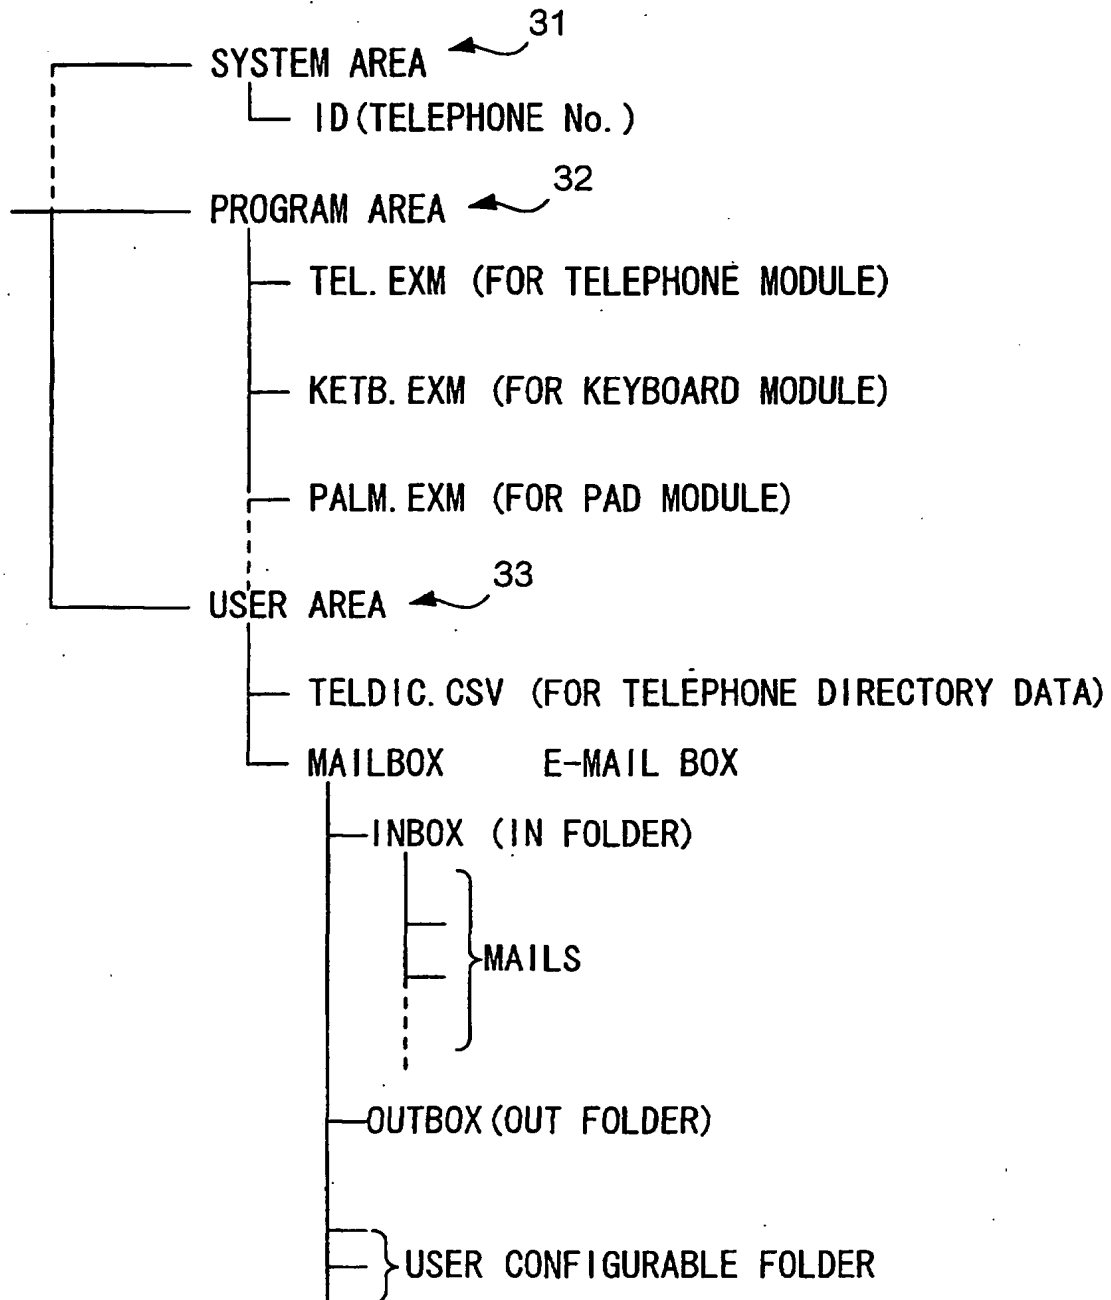 31
SYSTEM AREA
ID(TELEPHONE No.)
32
PROGRAM AREA
TEL.EXM (FOR TELEPHONE MODULE)
KETB.EXM (FOR KEYBOARD MODULE)
PALM.EXM (FOR PAD MODULE)
33
USER AREA
TELDIC.CSV (FOR TELEPHONE DIRECTORY DATA)
MAILBOX E-MAIL BOX
INBOX (IN FOLDER)
MAILS
OUTBOX(OUT FOLDER)
USER CONFIGURABLE FOLDER